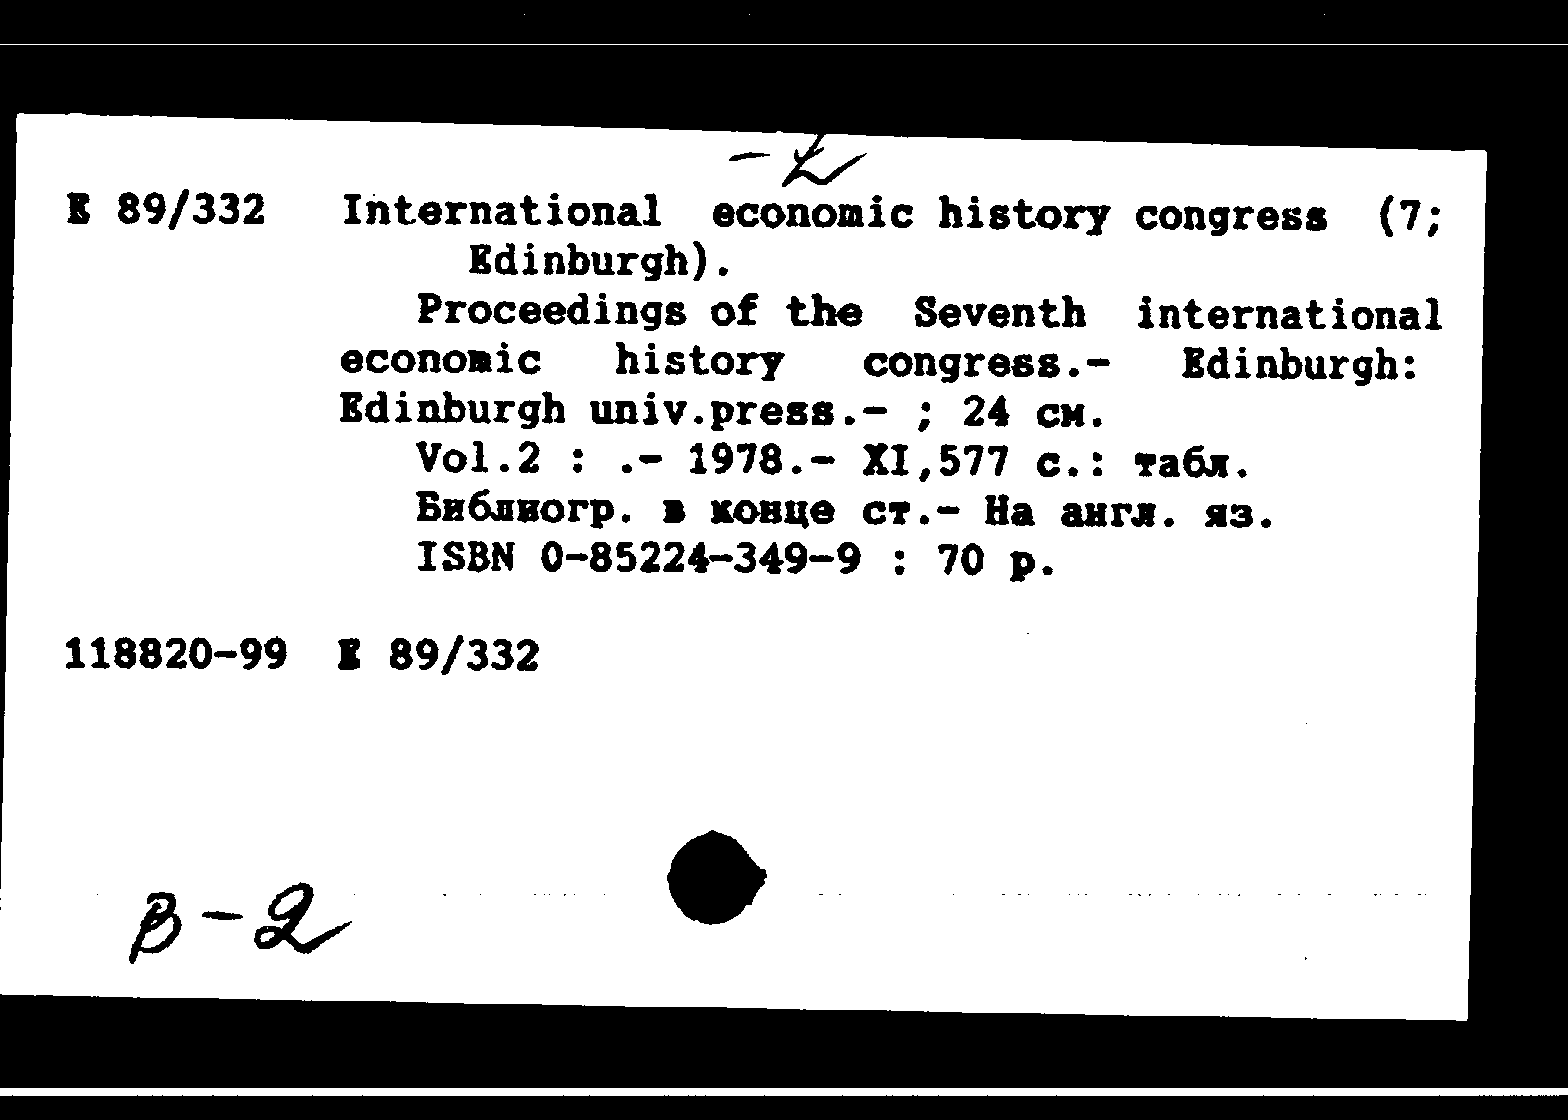 E 89/332 International economic history congress (7;
Edinburgh).
Proceedings of the Seventh international
economic history congress.- Edinburgh:
Edinburgh univ.press.- ; 24 см.
Vol.2 : .- 1978.- XI,577 с.: табл.
Библиогр. в конце ст.- На англ. яз.
ISBN 0-85224-349-9 : 70 р.
118820-99 E 89/332
В-2